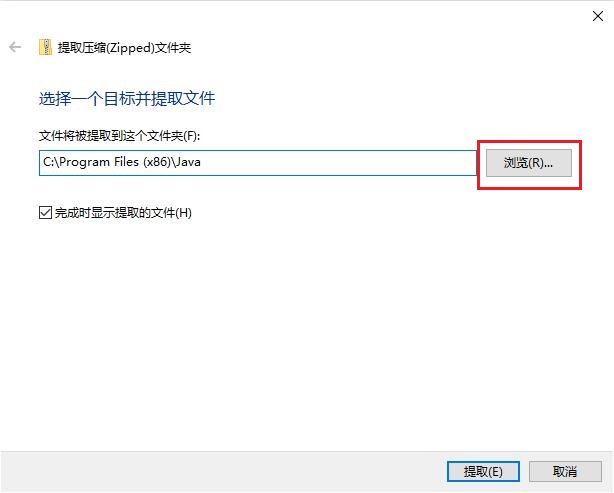 提取压缩(Zipped)文件夹
选择一个目标并提取文件
文件将被提取到这个文件夹(F):
C:\Program Files (x86)\Java
浏览(R)...
完成时显示提取的文件(H)
提取(E)
取消